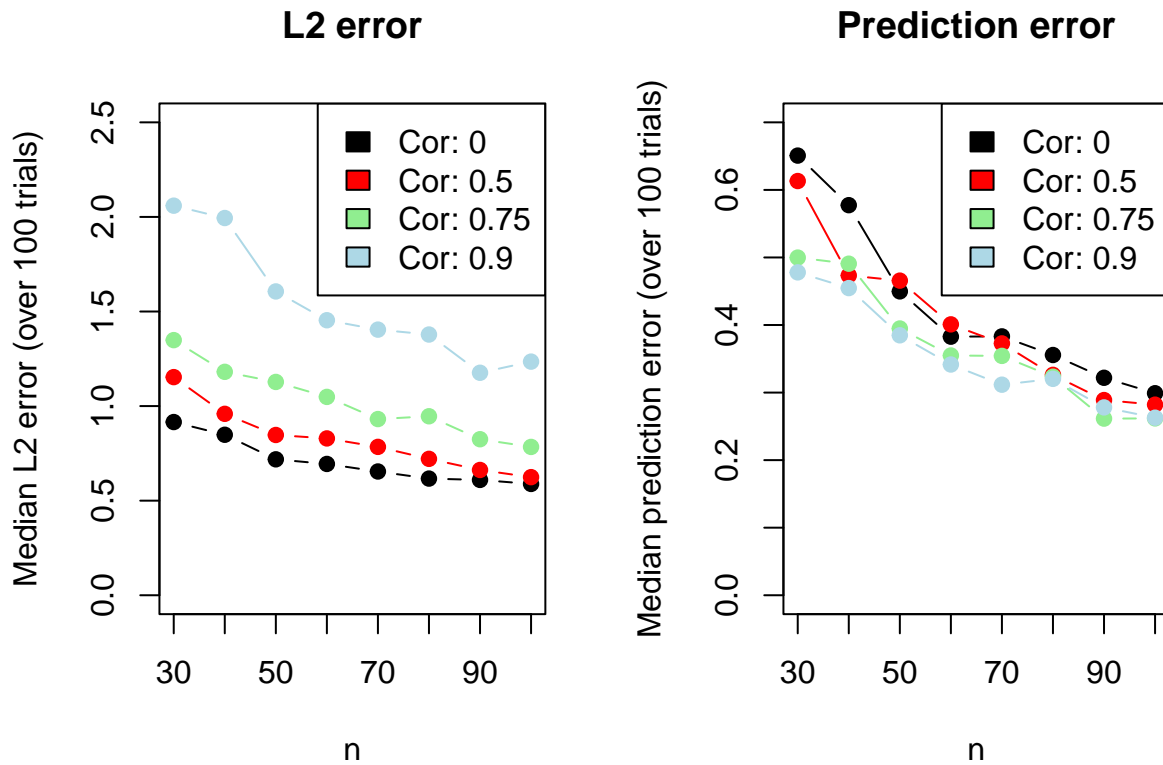 L2 error
Median L2 error (over 100 trials)
2.5
2.0
1.5
1.0
0.5
0.0
Cor: 0
Cor: 0.5
Cor: 0.75
Cor: 0.9
30 50 70 90
n
Prediction error
Median prediction error (over 100 trials)
0.6
0.4
0.2
0.0
Cor: 0
Cor: 0.5
Cor: 0.75
Cor: 0.9
30 50 70 90
n